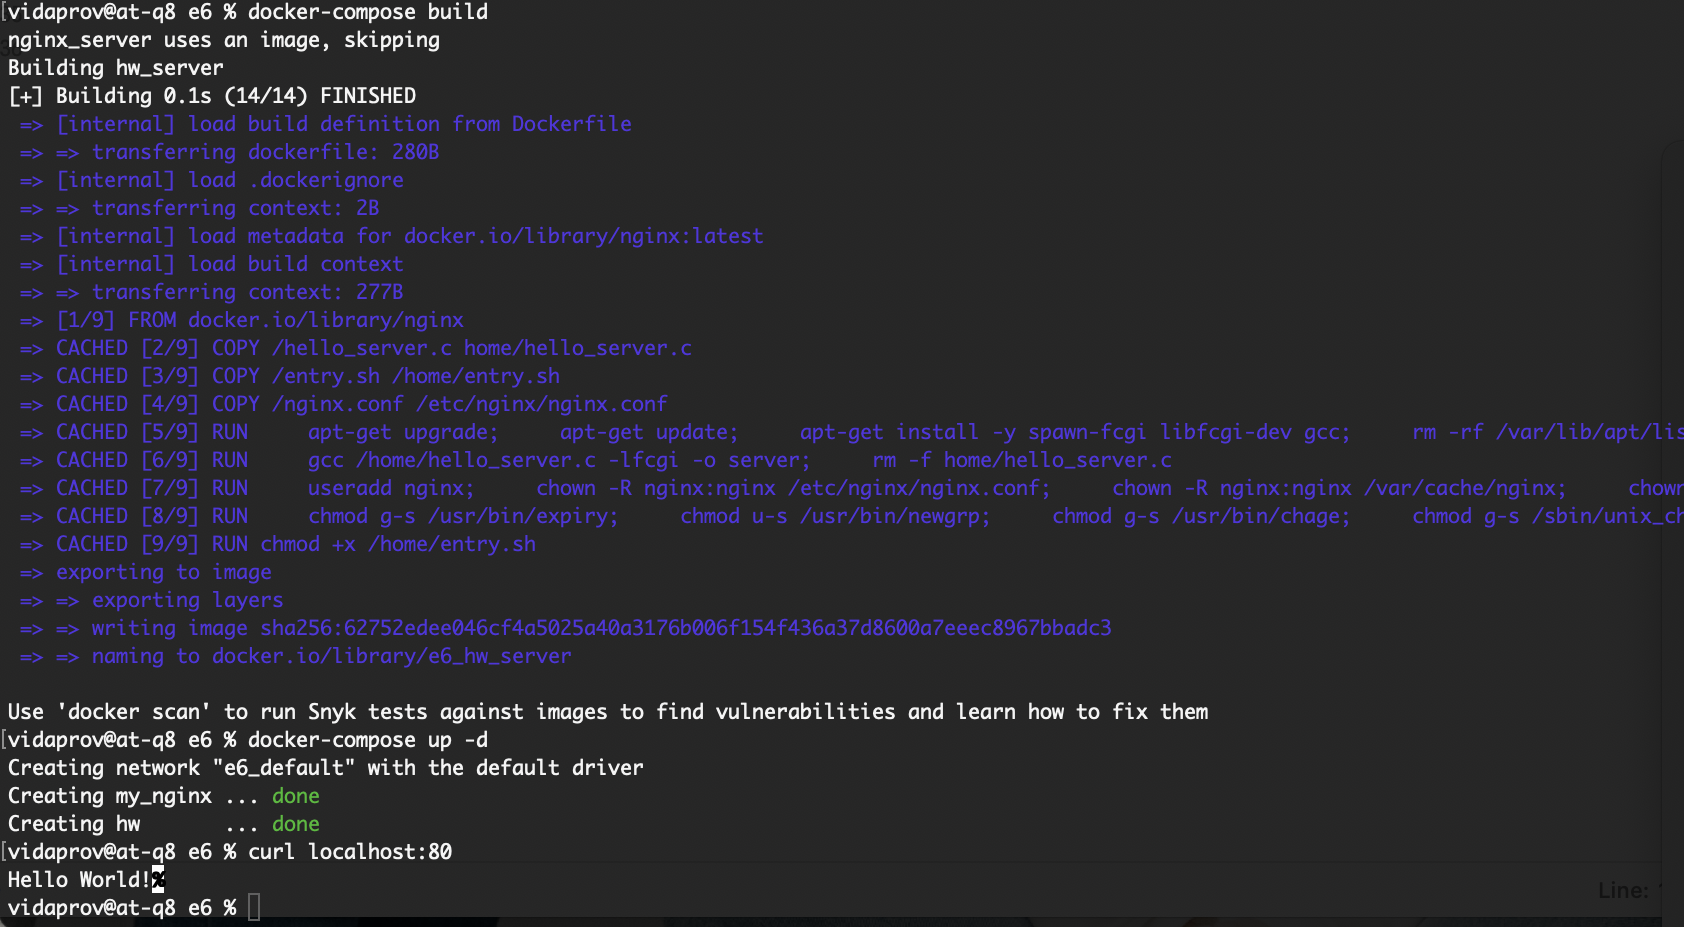 [vidaprov@at-q8 e6 % docker-compose build
nginx_server uses an image, skipping
Building hw_server
[+] Building 0.1s (14/14) FINISHED
=> [internal] load build definition from Dockerfile
=> => transferring dockerfile: 280B
=> [internal] load .dockerignore
=> => transferring context: 2B
=> [internal] load metadata for docker.io/library/nginx:latest
=> [internal] load build context
=> => transferring context: 277B
=> [1/9] FROM docker.io/library/nginx
=> CACHED [2/9] COPY /hello_server.c home/hello_server.c
=> CACHED [3/9] COPY /entry.sh /home/entry.sh
=> CACHED [4/9] COPY /nginx.conf /etc/nginx/nginx.conf
=> CACHED [5/9] RUN     apt-get upgrade;     apt-get update;     apt-get install -y spawn-fcgi libfcgi-dev gcc;     rm -rf /var/lib/apt/lis
=> CACHED [6/9] RUN     gcc /home/hello_server.c -lfcgi -o server;     rm -f home/hello_server.c
=> CACHED [7/9] RUN     useradd nginx;     chown -R nginx:nginx /etc/nginx/nginx.conf;     chown -R nginx:nginx /var/cache/nginx;     chown
=> CACHED [8/9] RUN     chmod g-s /usr/bin/expiry;     chmod u-s /usr/bin/newgrp;     chmod g-s /usr/bin/chage;     chmod g-s /sbin/unix_ch
=> CACHED [9/9] RUN chmod +x /home/entry.sh
=> exporting to image
=> => exporting layers
=> => writing image sha256:62752edee046cf4a5025a40a3176b006f154f436a37d8600a7eeec8967bbadc3
=> => naming to docker.io/library/e6_hw_server
Use 'docker scan' to run Snyk tests against images to find vulnerabilities and learn how to fix them
[vidaprov@at-q8 e6 % docker-compose up -d
Creating network "e6_default" with the default driver
Creating my_nginx ... done
Creating hw       ... done
[vidaprov@at-q8 e6 % curl localhost:80
Hello World!%
Line:
vidaprov@at-q8 e6 %